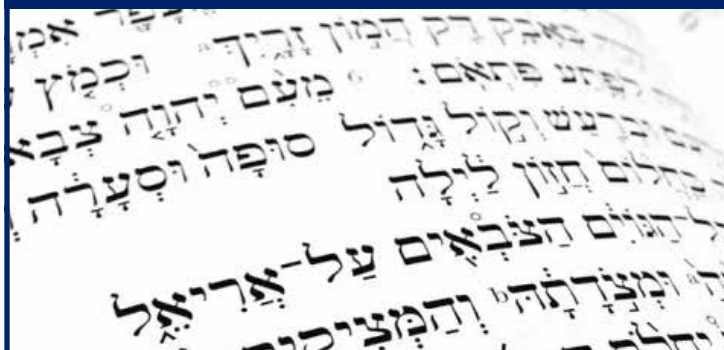 אִמְ
כְּאָבָק דַּק הֲמוֹן זָרָיִךְ וּכְמֹץ
לְפֶתַע פִּתְאֹם׃ 6 מֵעִם יְהוָה צְבָא
וּבְרַעַשׁ וְקוֹל גָּדוֹל סוּפָה וּסְעָרָה
כַּחֲלוֹם חֲזוֹן לַיְלָה
הַגּוֹיִם הַצֹּבְאִים עַל־אֲרִיאֵל
וּמְצֹדָתָהּ וְהַמְּצִיקִים